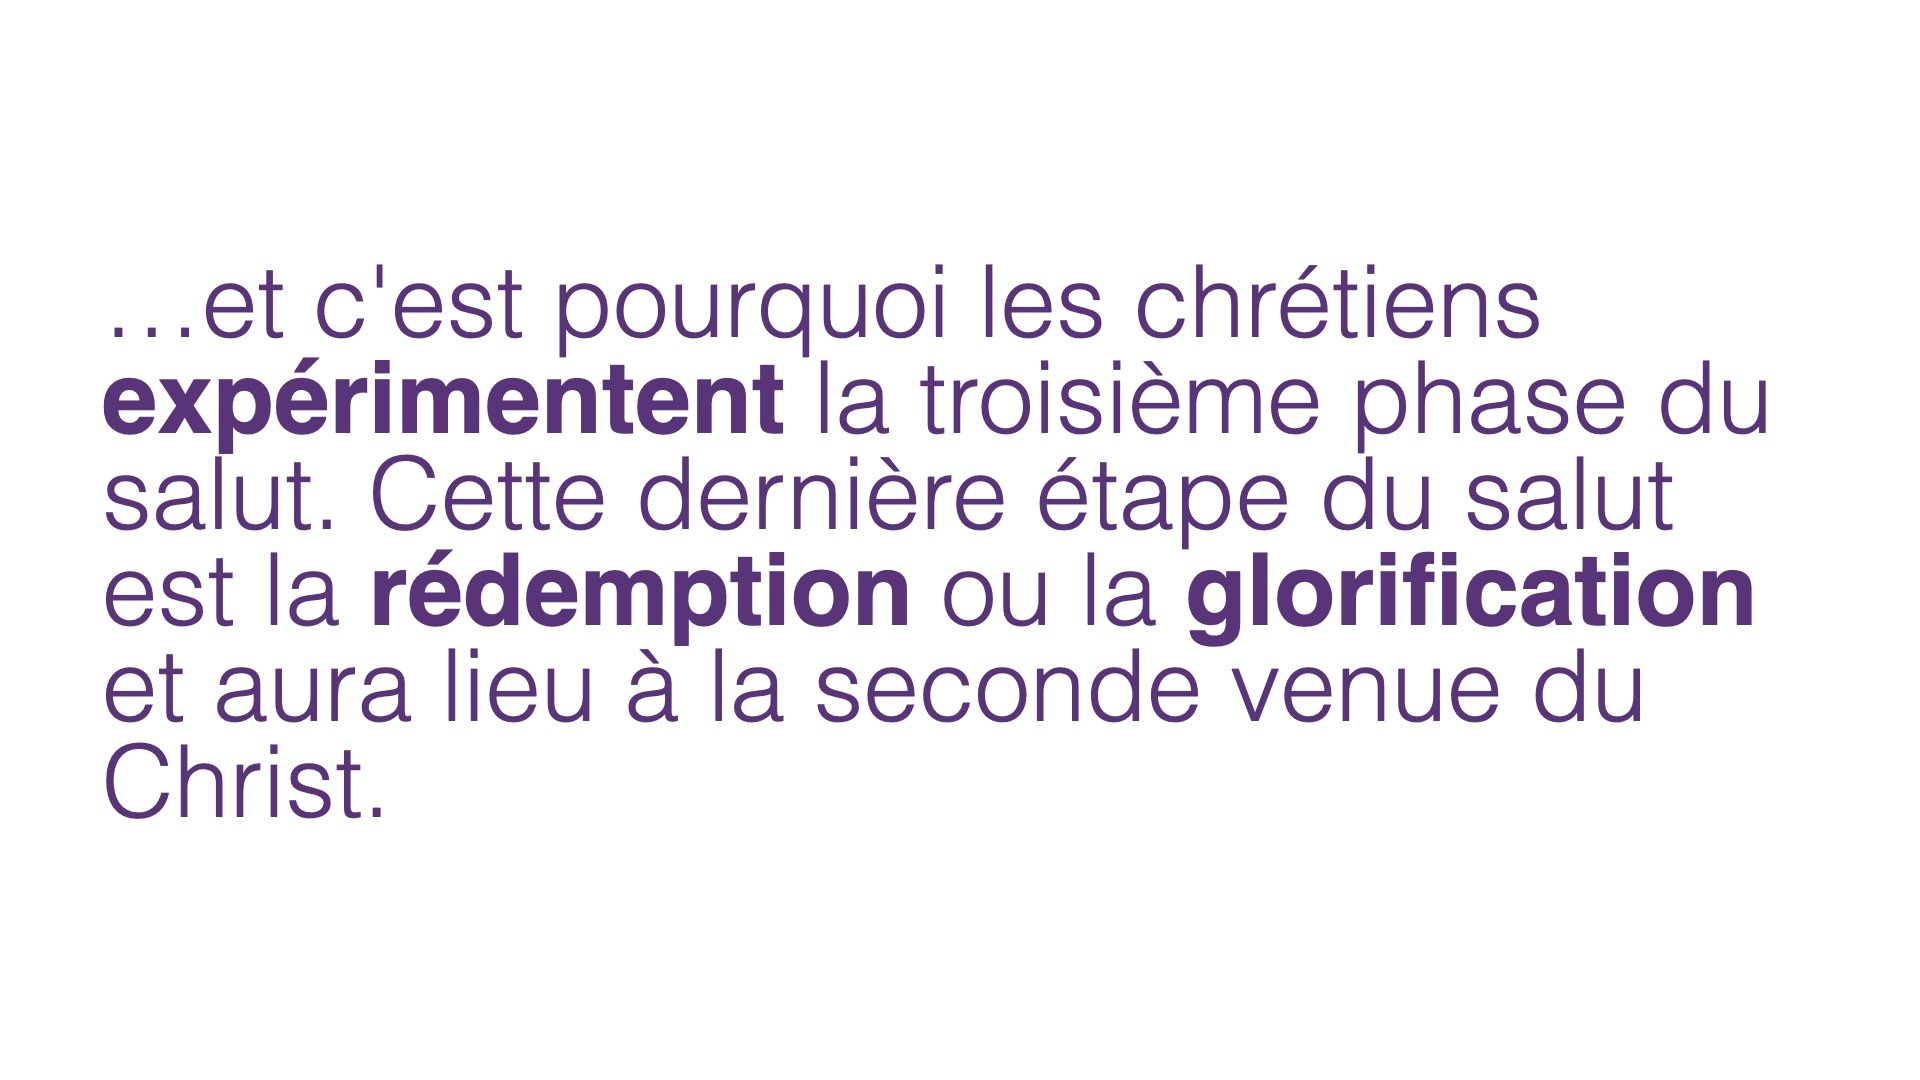 …et c'est pourquoi les chrétiens
expérimentent la troisième phase du
salut. Cette dernière étape du salut
est la rédemption ou la glorification
et aura lieu à la seconde venue du
Christ.